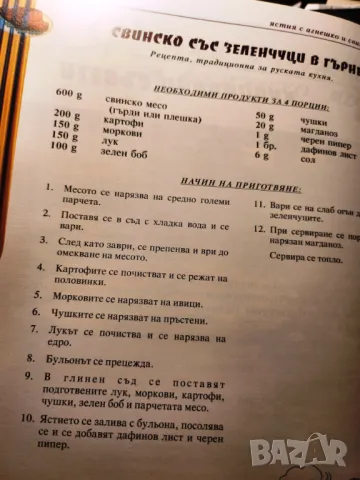 ЯСТИЯ С АГНЕШКО И
СВИНСКО СЪС ЗЕЛЕНЧУЦИ В
Рецепта, традиционна за руската кухня.
НЕОБХОДИМИ ПРОДУКТИ ЗА 4 ПОРЦИИ:
600 g свинско месо
(гърди или плешка)
200 g картофи
150 g моркови
150 g лук
100 g зелен боб
50 g чушки
20 g магданоз
1 g черен пипер
1 бр. дафинов лист
6 g сол
НАЧИН НА ПРИГОТВЯНЕ:
1. Месото се нарязва на средно големи
парчета.
2. Поставя се в съд с хладка вода и се
вари.
3. След като заври, се препенва и ври до
омекване на месото.
4. Картофите се почистват и се режат на
половинки.
5. Морковите се нарязват на ивици.
6. Чушките се нарязват на пръстени.
7. Лукът се почиства и се нарязва на
едро.
8. Бульонът се прецежда.
9. В глинен съд се поставят
подготвените лук, моркови, картофи,
чушки, зелен боб и парчетата месо.
10. Ястието се залива с бульона, посолява
се и се добавят дафинов лист и черен
пипер.
11. Вари се на слаб огън
зеленчуците.
12. При сервиране се
нарязан магданоз.
Сервира се топло.
bazar